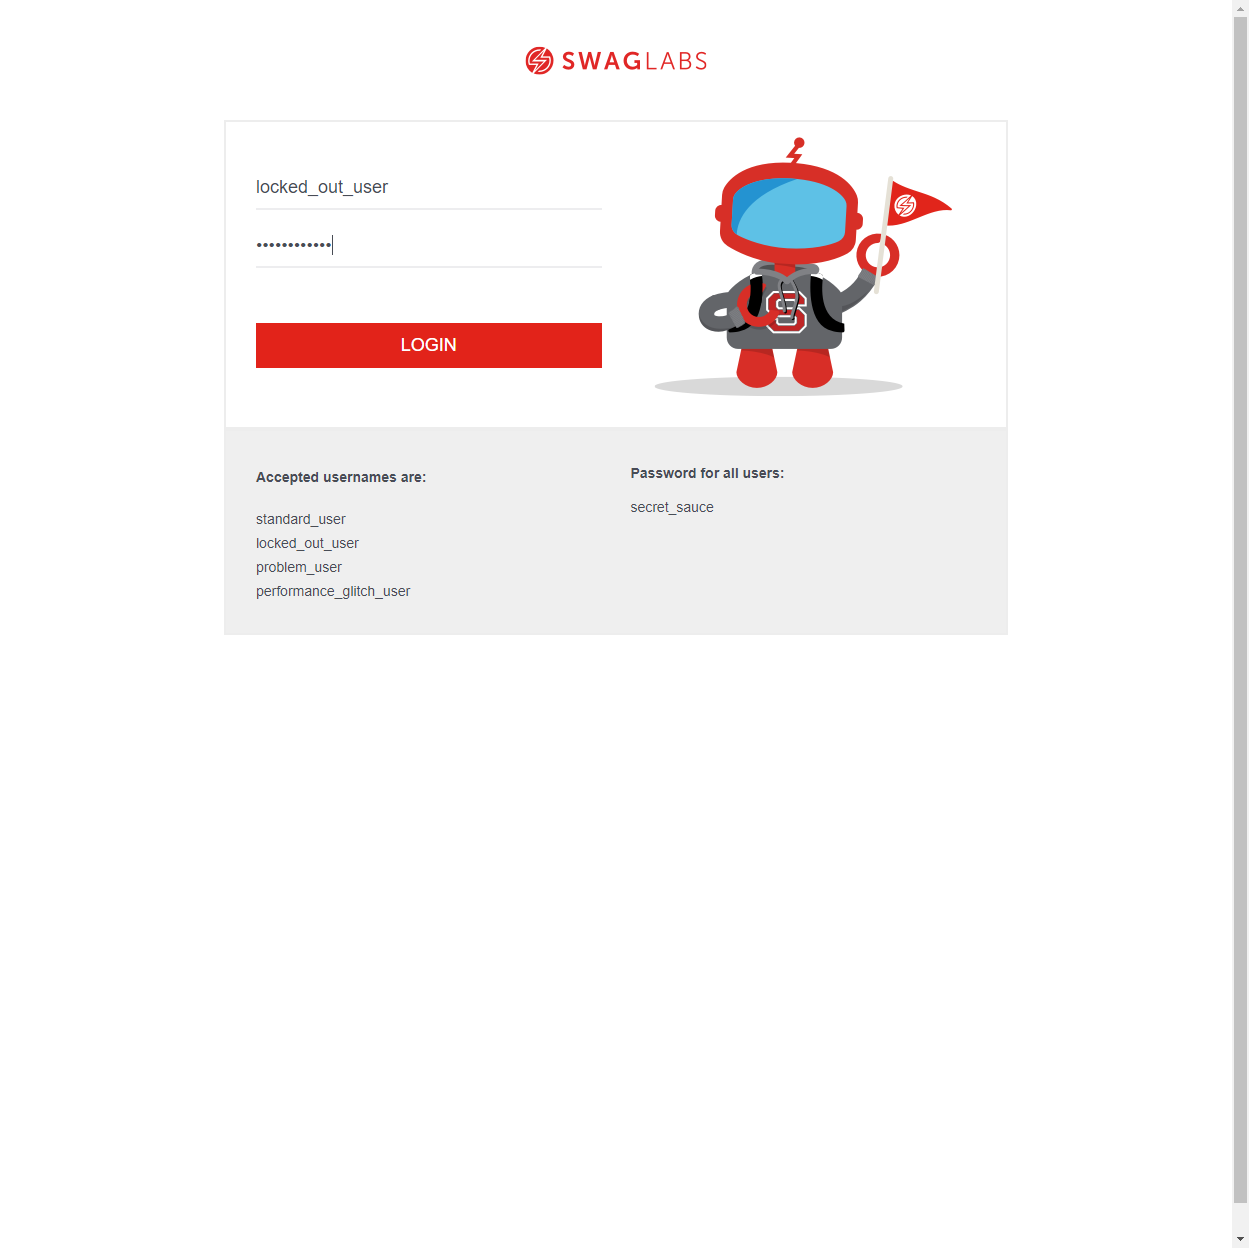 SWAGLABS
locked_out_user
••••••••••••
LOGIN
Accepted usernames are:
standard_user
locked_out_user
problem_user
performance_glitch_user
Password for all users:
secret_sauce